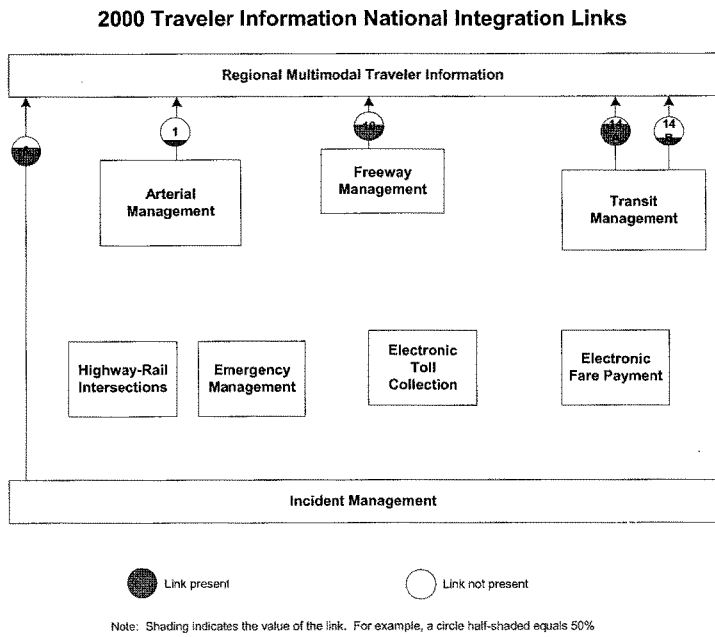 2000 Traveler Information National Integration Links
Regional Multimodal Traveler Information
1
10
14
A
14
B
Arterial
Management
Freeway
Management
Transit
Management
Highway-Rail
Intersections
Emergency
Management
Electronic
Toll
Collection
Electronic
Fare Payment
Incident Management
Link present
Link not present
Note: Shading indicates the value of the link. For example, a circle half-shaded equals 50%